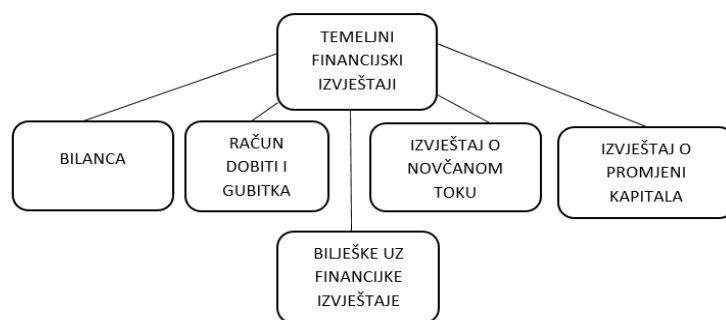 TEMELJNI
FINANCIJSKI
IZVJEŠTAJI
BILANCA
RAČUN
DOBITI I
GUBITKA
IZVJEŠTAJ O
NOVČANOM
TOKU
IZVJEŠTAJ O
PROMJENI
KAPITALA
BILJEŠKE UZ
FINANCIJKE
IZVJEŠTAJE